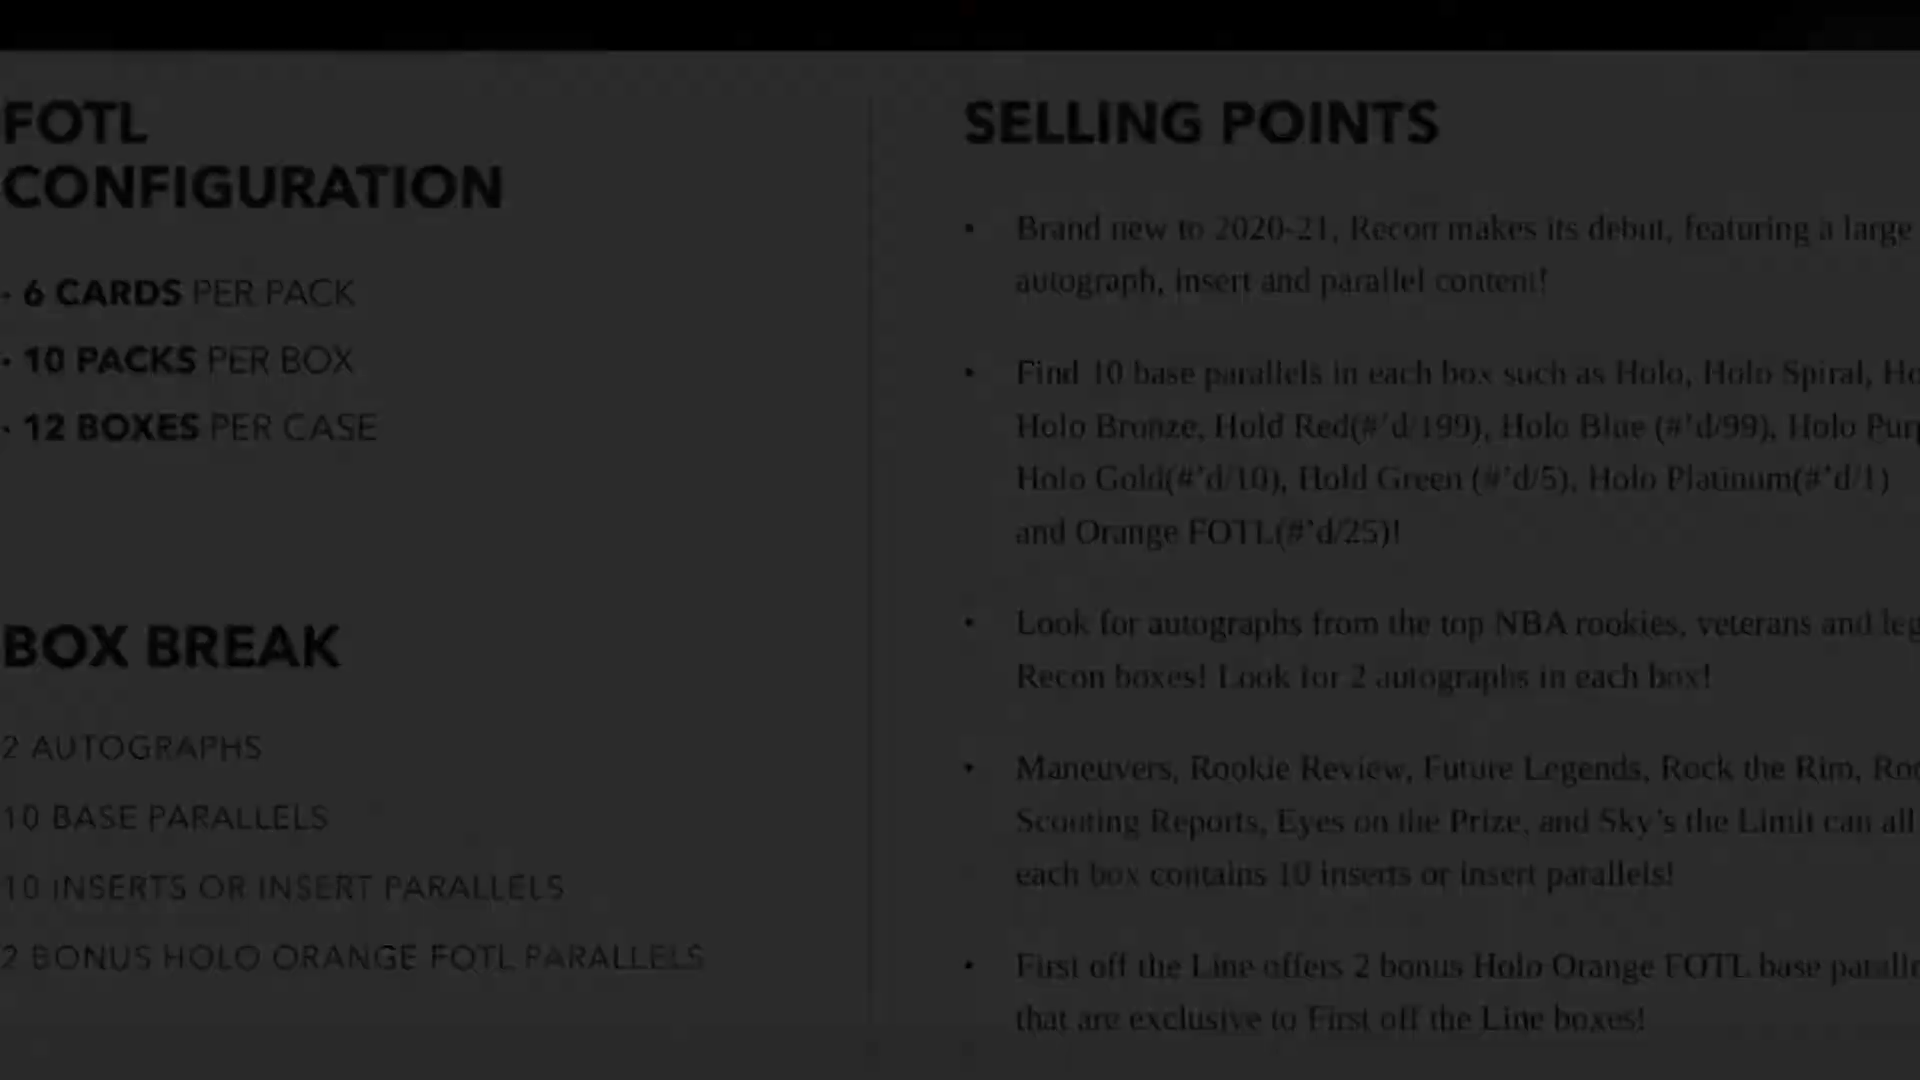 FOTL
CONFIGURATION
· 6 CARDS PER PACK
· 10 PACKS PER BOX
· 12 BOXES PER CASE
BOX BREAK
2 AUTOGRAPHS
10 BASE PARALLELS
10 INSERTS OR INSERT PARALLELS
2 BONUS HOLO ORANGE FOTL PARALLELS
SELLING POINTS
• Brand new to 2020-21, Recon makes its debut, featuring a large
autograph, insert and parallel content!
• Find 10 base parallels in each box such as Holo, Holo Spiral, Ho
Holo Bronze, Hold Red(#'d/199), Holo Blue (#'d/99), Holo Purp
Holo Gold(#'d/10), Hold Green (#'d/5), Holo Platinum(#'d/1)
and Orange FOTL(#'d/25)!
• Look for autographs from the top NBA rookies, veterans and leg
Recon boxes! Look for 2 autographs in each box!
• Maneuvers, Rookie Review, Future Legends, Rock the Rim, Roo
Scouting Reports, Eyes on the Prize, and Sky's the Limit can all
each box contains 10 inserts or insert parallels!
• First off the Line offers 2 bonus Holo Orange FOTL base paralle
that are exclusive to First off the Line boxes!